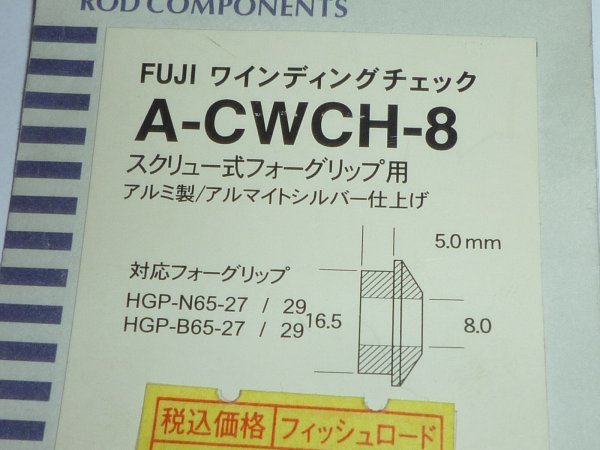 ROD COMPONENTS
FUJI ワインディングチェック
A-CWCH-8
スクリュー式フォーグリップ用
アルミ製/アルマイトシルバー仕上げ
5.0mm
対応フォーグリップ
HGP-N65-27 / 29
HGP-B65-27 / 29
16.5
8.0
税込価格 フィッシュロード